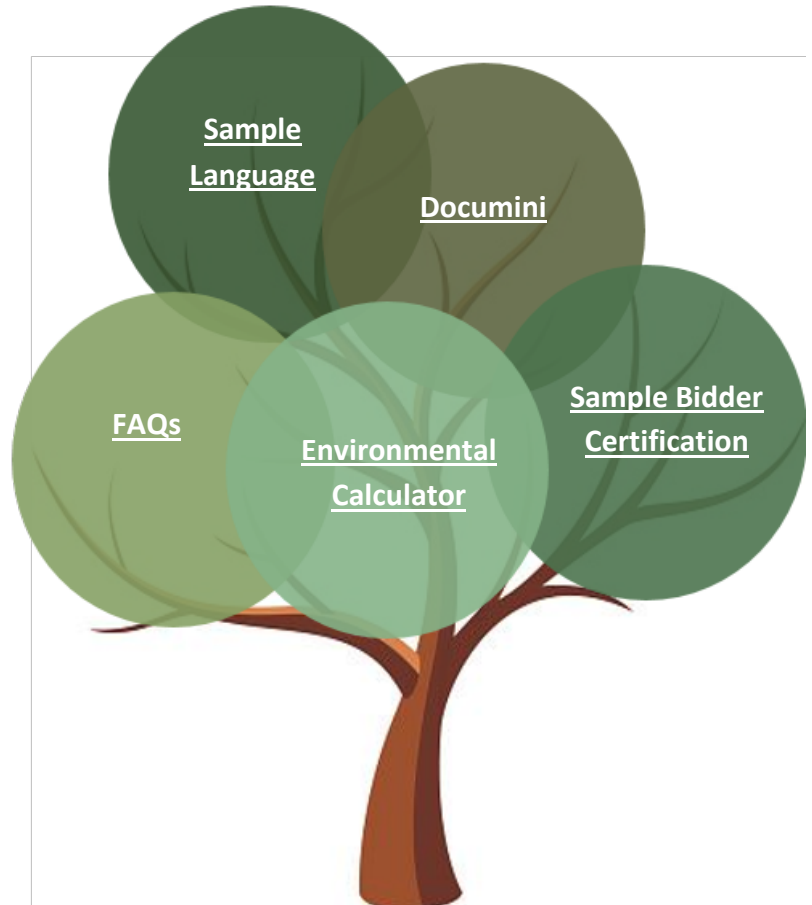 Sample
Language
Documini
FAQs
Environmental
Calculator
Sample Bidder
Certification